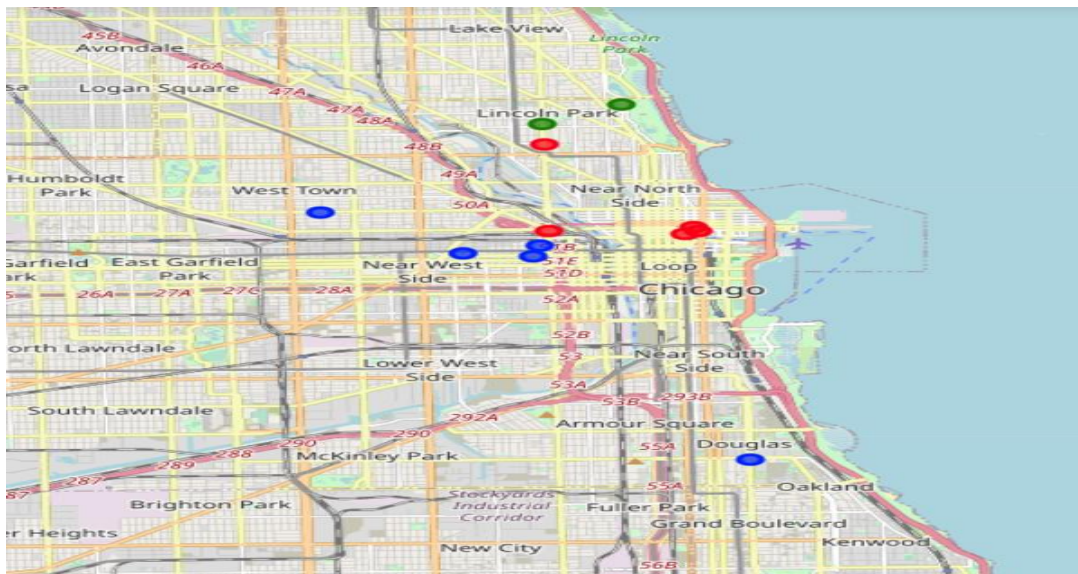 Lake View
45B
Avondale
Lincoln
Park
46A
Logan Square
47A
47A
48A
Lincoln Park
48B
49A
Humboldt
Park
West Town
Near North
Side
50A
51B
Garfield
Park
East Garfield
Park
Near West
Side
51E
51D
Loop
26A
27A
27C
28A
52A
Chicago
52B
orth Lawndale
Lower West
Side
53
Near South
Side
53A
53B
293B
South Lawndale
292A
Armour Square
290
290
55A
Douglas
288
289
287
McKinley Park
55A
Oakland
Brighton Park
Stockyards
Industrial
Corridor
Fuller Park
Grand Boulevard
er Heights
New City
Kenwood
56B